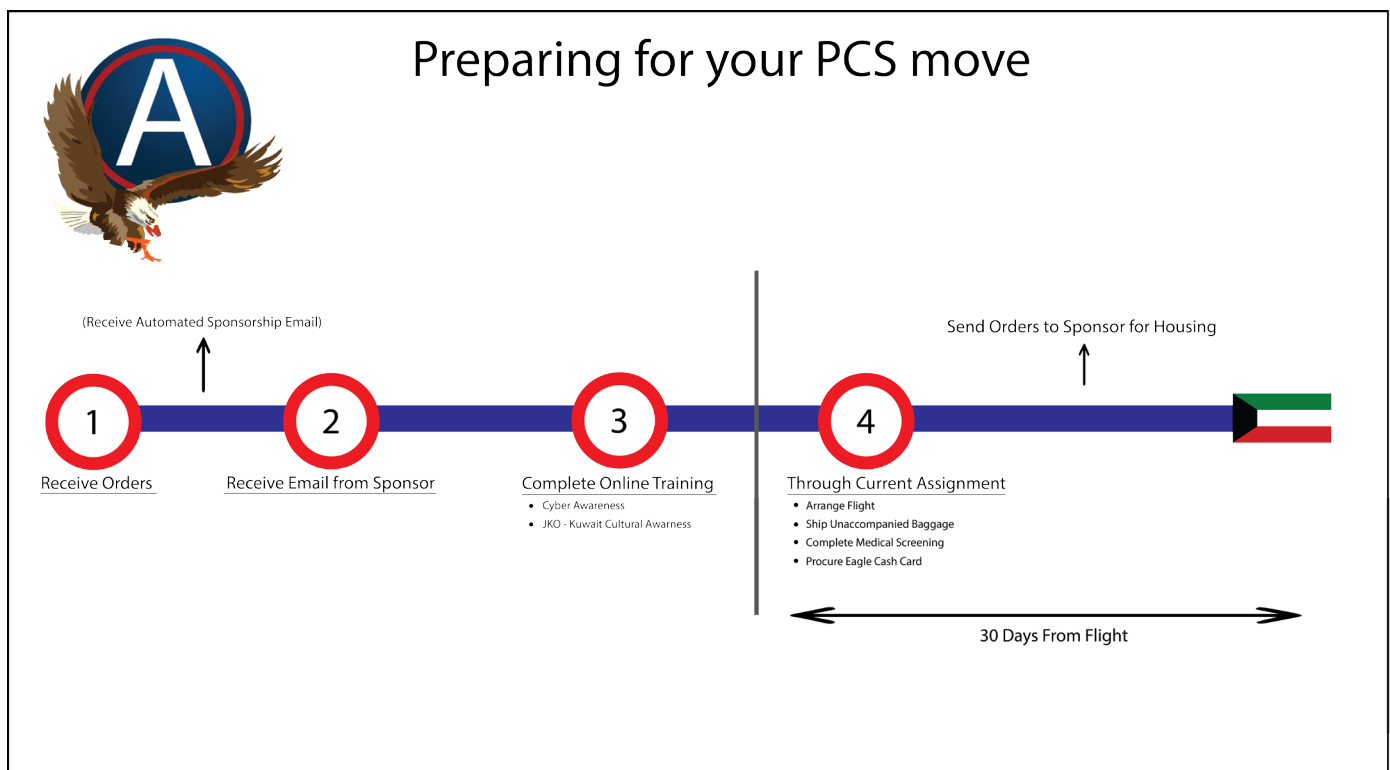 A
Preparing for your PCS move
(Receive Automated Sponsorship Email)
Send Orders to Sponsor for Housing
1
2
3
4
Receive Orders
Receive Email from Sponsor
Complete Online Training
• Cyber Awareness
• JKO - Kuwait Cultural Awarness
Through Current Assignment
• Arrange Flight
• Ship Unaccompanied Baggage
• Complete Medical Screening
• Procure Eagle Cash Card
30 Days From Flight